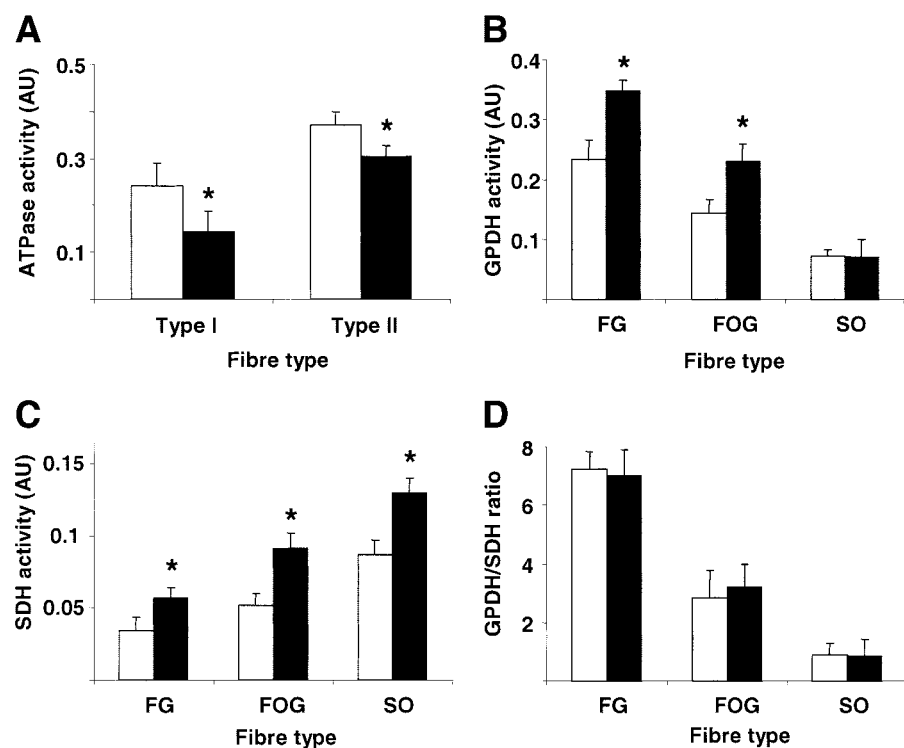 A
ATPase activity (AU)
0.5
0.3
0.1
*
*
Type I
Type II
Fibre type
B
GPDH activity (AU)
0.4
0.3
0.2
0.1
*
*
FG
FOG
SO
Fibre type
C
SDH activity (AU)
0.15
0.1
0.05
*
*
*
FG
FOG
SO
Fibre type
D
GPDH/SDH ratio
8
6
4
2
FG
FOG
SO
Fibre type